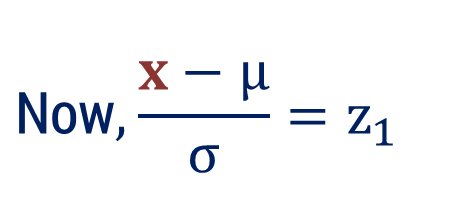 Now, (x − μ)/σ = z₁